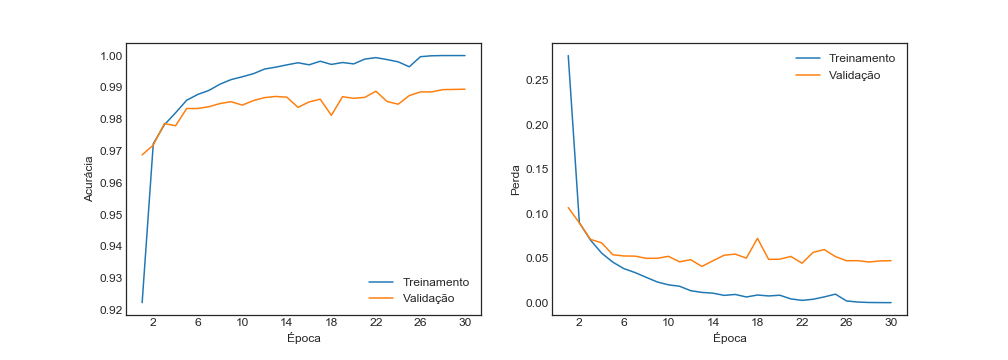 1.00
0.99
0.98
0.97
0.96
0.95
0.94
0.93
0.92
Acurácia
Treinamento
Validação
2 6 10 14 18 22 26 30
Época
0.25
0.20
0.15
0.10
0.05
0.00
Perda
Treinamento
Validação
2 6 10 14 18 22 26 30
Época